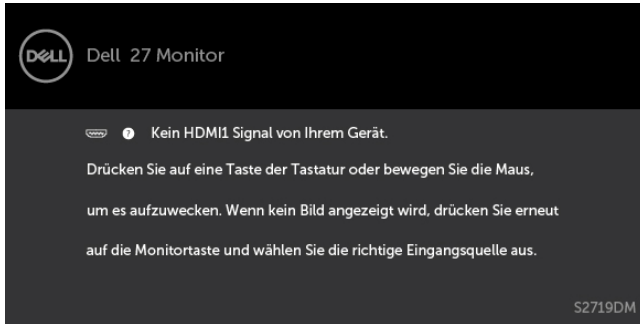 DELL
Dell 27 Monitor
? Kein HDMI1 Signal von Ihrem Gerät.
Drücken Sie auf eine Taste der Tastatur oder bewegen Sie die Maus,
um es aufzuwecken. Wenn kein Bild angezeigt wird, drücken Sie erneut
auf die Monitortaste und wählen Sie die richtige Eingangsquelle aus.
S2719DM